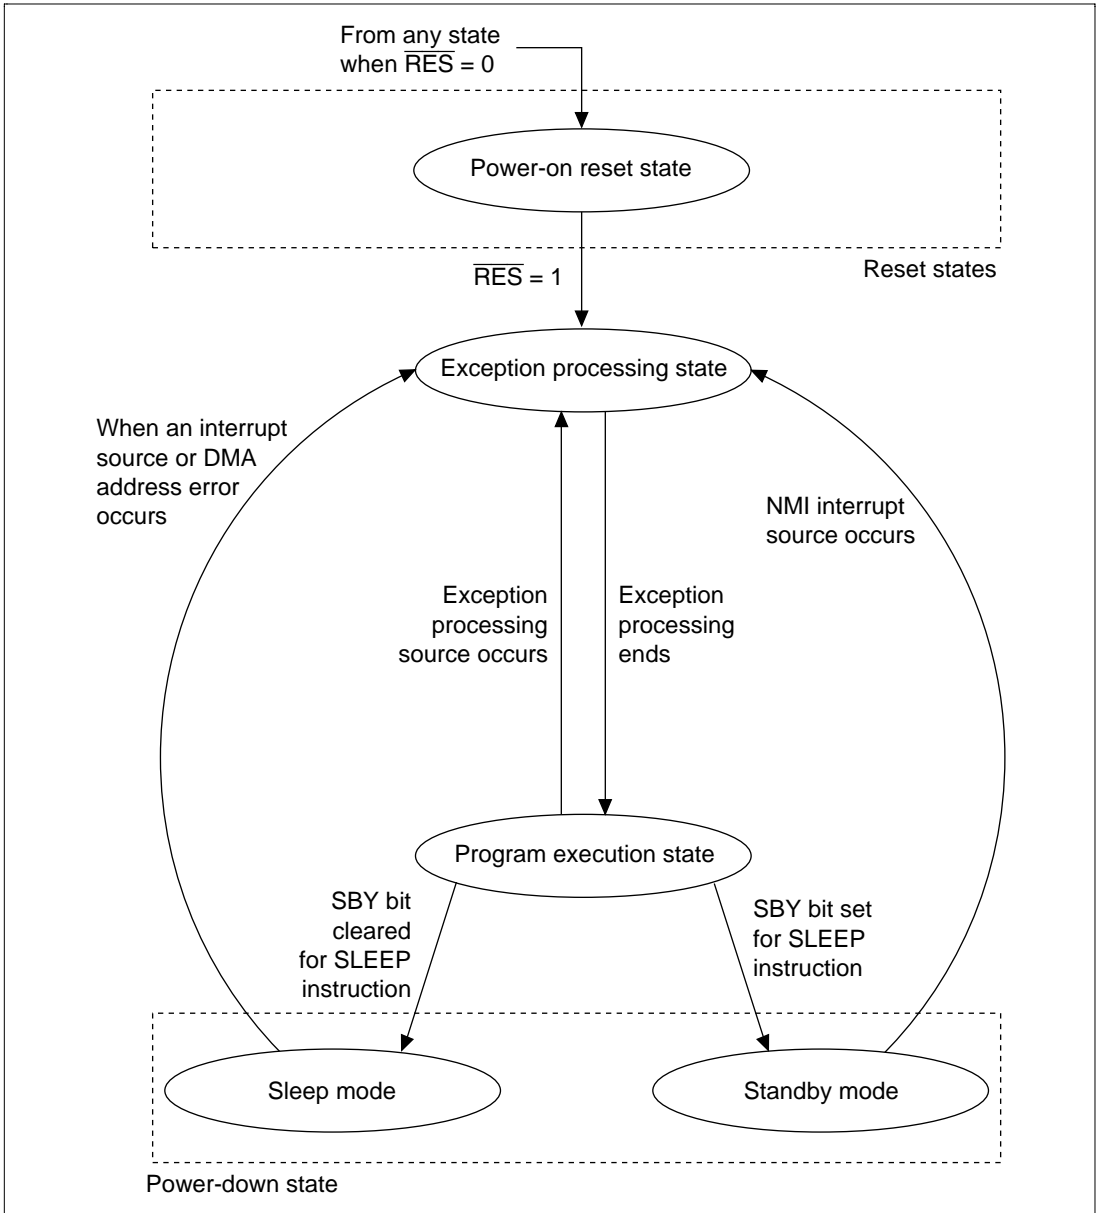 From any state
when R̅E̅S̅ = 0
Power-on reset state
R̅E̅S̅ = 1
Reset states
Exception processing state
When an interrupt
source or DMA
address error
occurs
NMI interrupt
source occurs
Exception
processing
source occurs
Exception
processing
ends
Program execution state
SBY bit
cleared
for SLEEP
instruction
SBY bit set
for SLEEP
instruction
Sleep mode
Standby mode
Power-down state